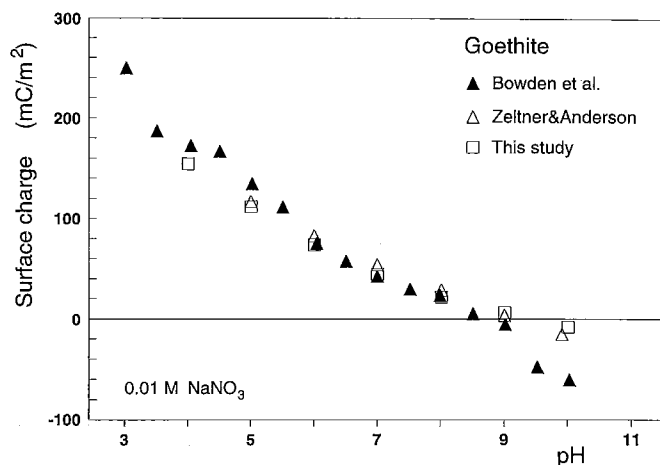 300
Goethite
Bowden et al.
Zeltner&Anderson
This study
200
100
0
-100
Surface charge (mC/m²)
0.01 M NaNO₃
3 5 7 9 11
pH